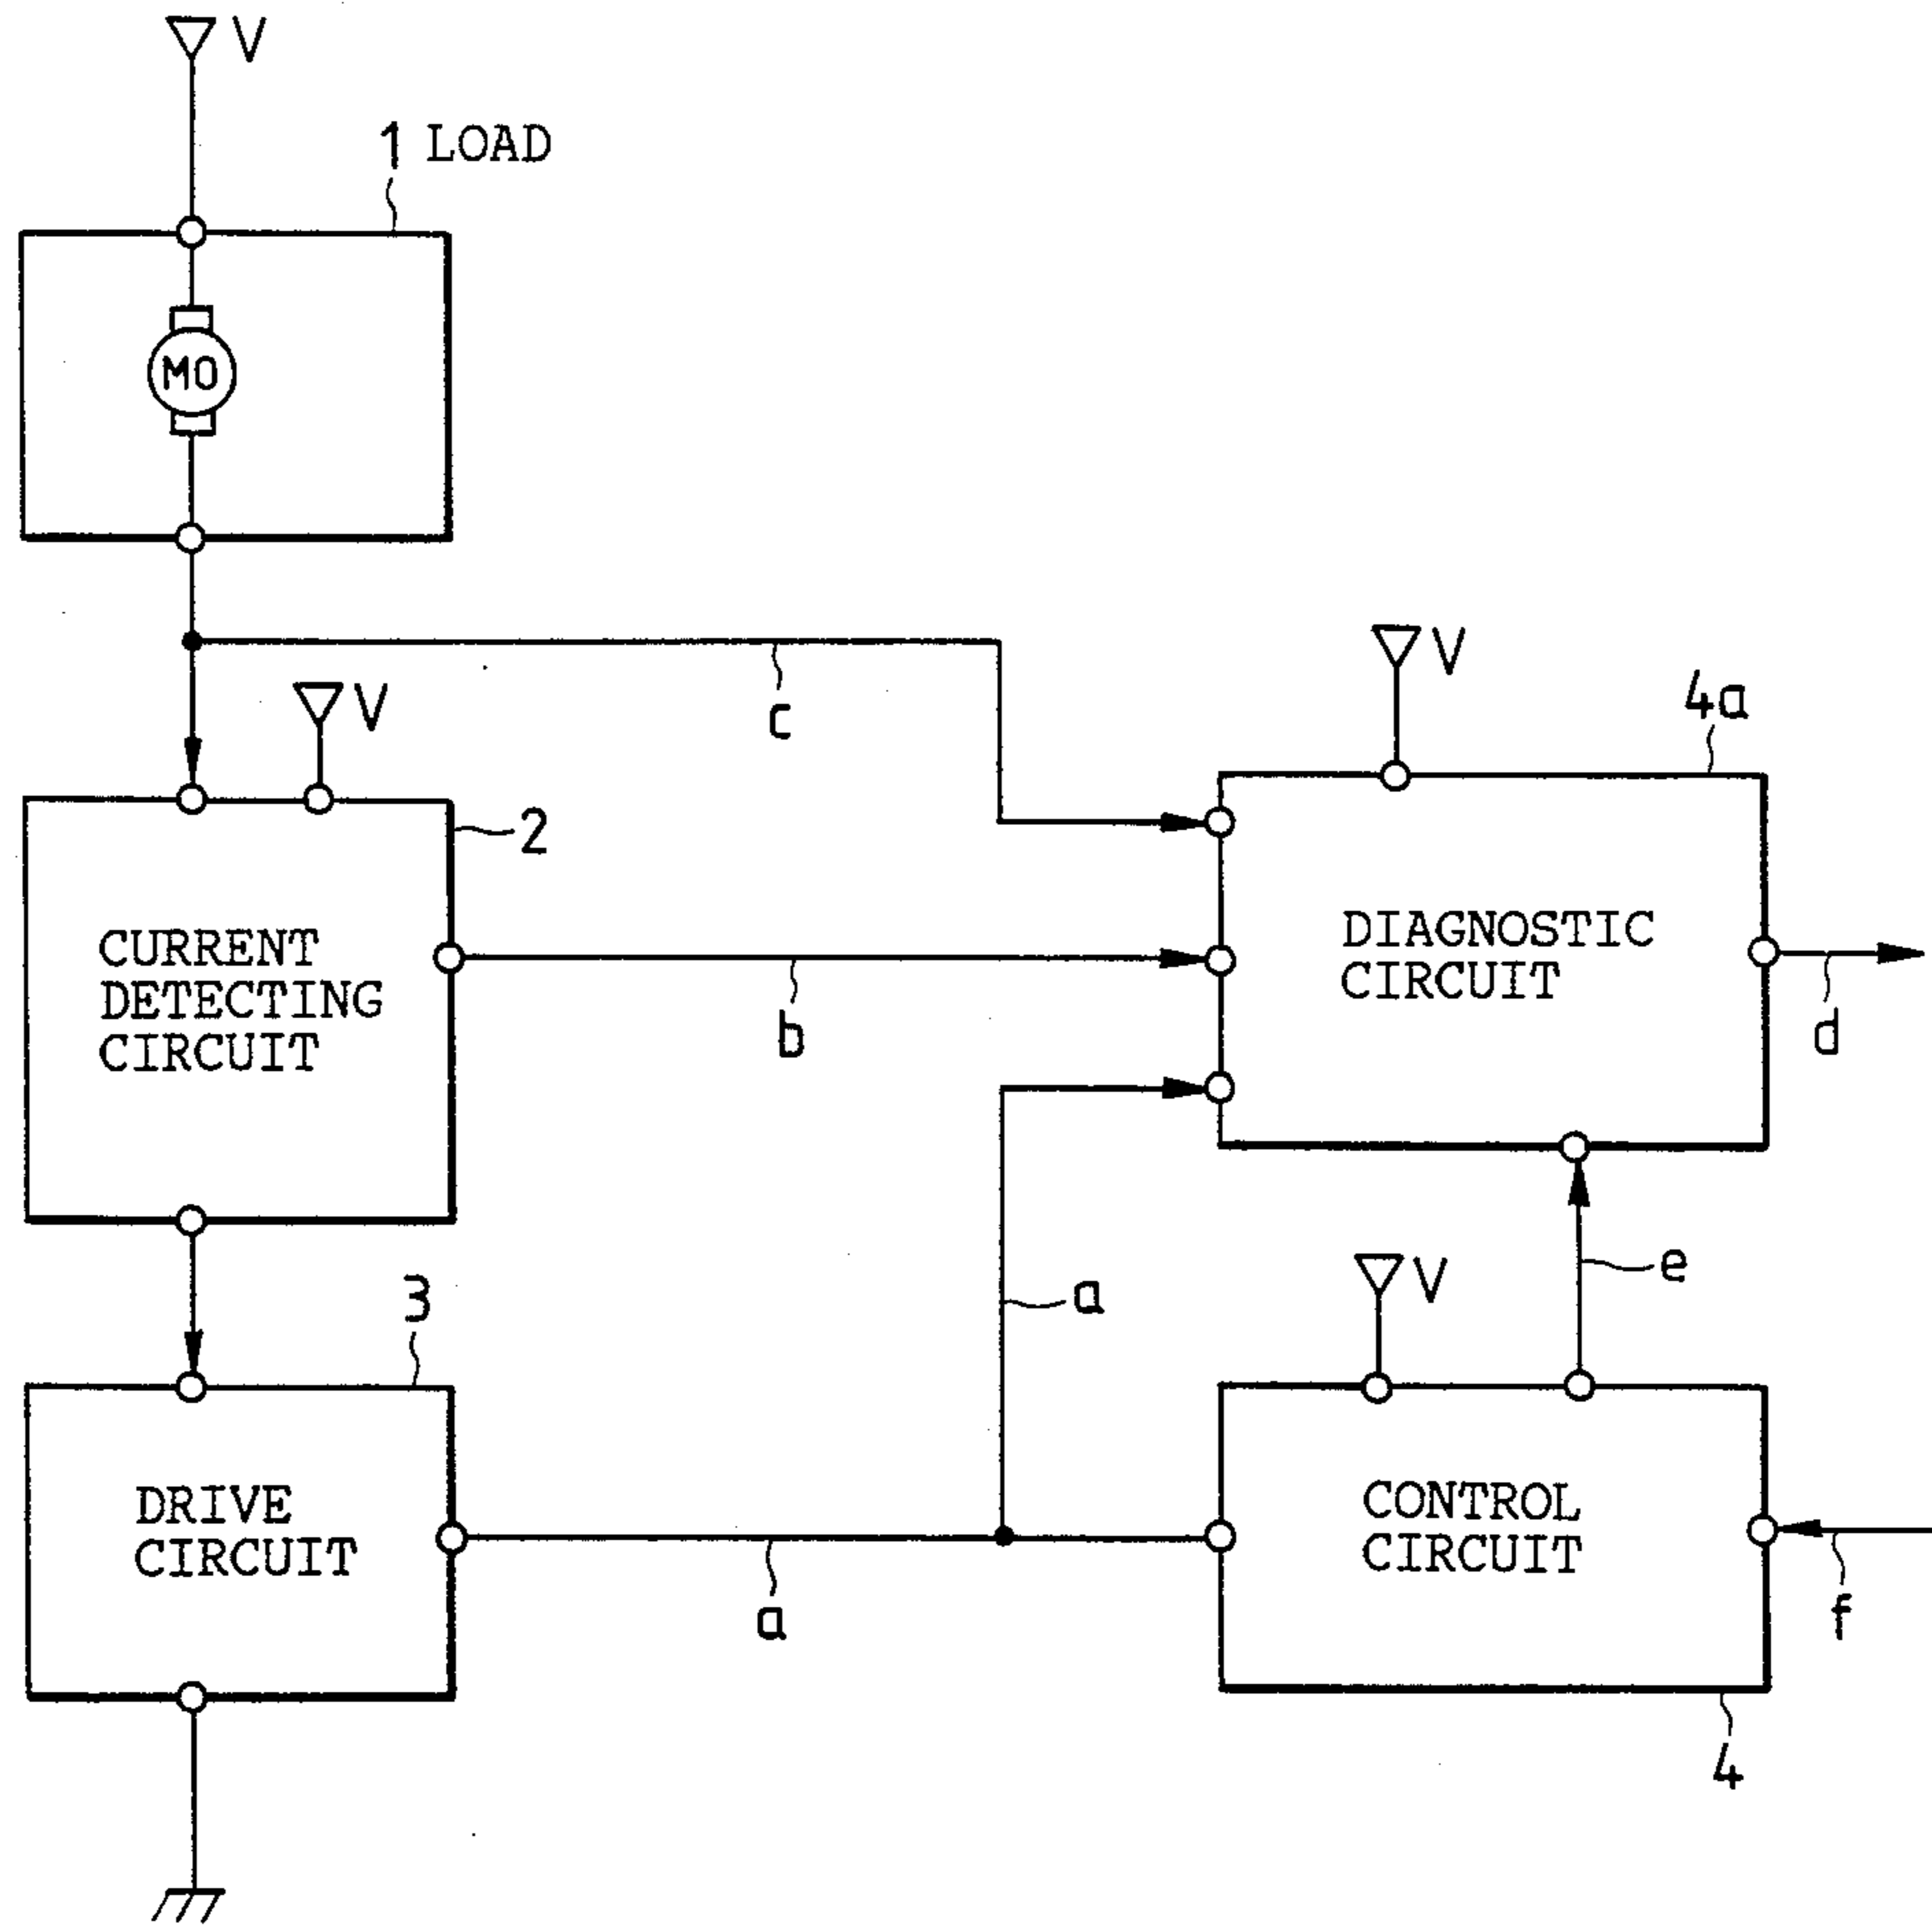 V
1 LOAD
MO
c
V
2
CURRENT
DETECTING
CIRCUIT
b
V
4a
DIAGNOSTIC
CIRCUIT
d
3
a
V
e
DRIVE
CIRCUIT
a
CONTROL
CIRCUIT
f
4